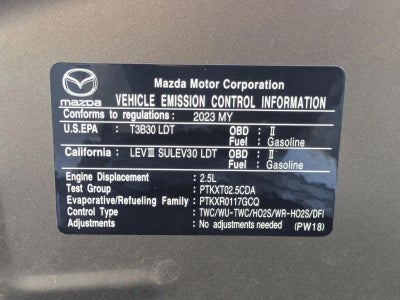 Mazda Motor Corporation
mazda VEHICLE EMISSION CONTROL INFORMATION
Conforms to regulations: 2023 MY
U.S.EPA : T3B30 LDT OBD : II
Fuel : Gasoline
California : LEVIII SULEV30 LDT OBD : II
Fuel : Gasoline
Engine Displacement : 2.5L
Test Group : PTKXT02.5CDA
Evaporative/Refueling Family : PTKXR0117GCQ
Control Type : TWC/WU-TWC/HO2S/WR-HO2S/DFI
Adjustments : No adjustments needed (PW18)